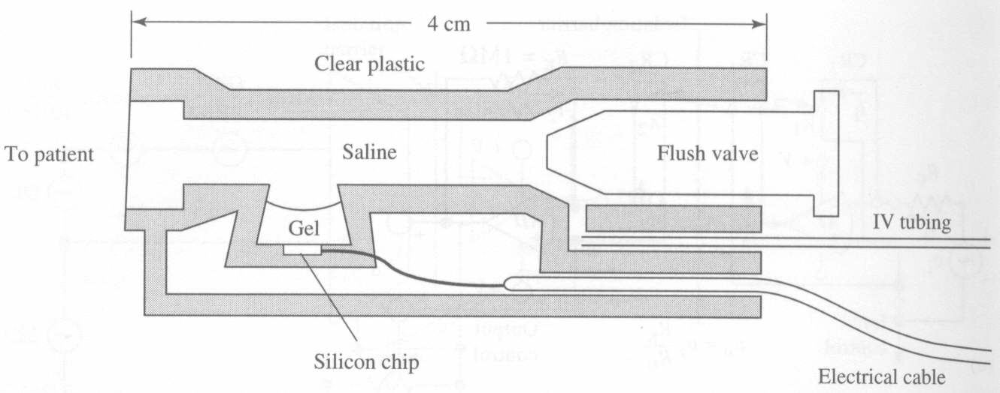 4 cm
Clear plastic
To patient
Saline
Flush valve
Gel
IV tubing
Silicon chip
Electrical cable